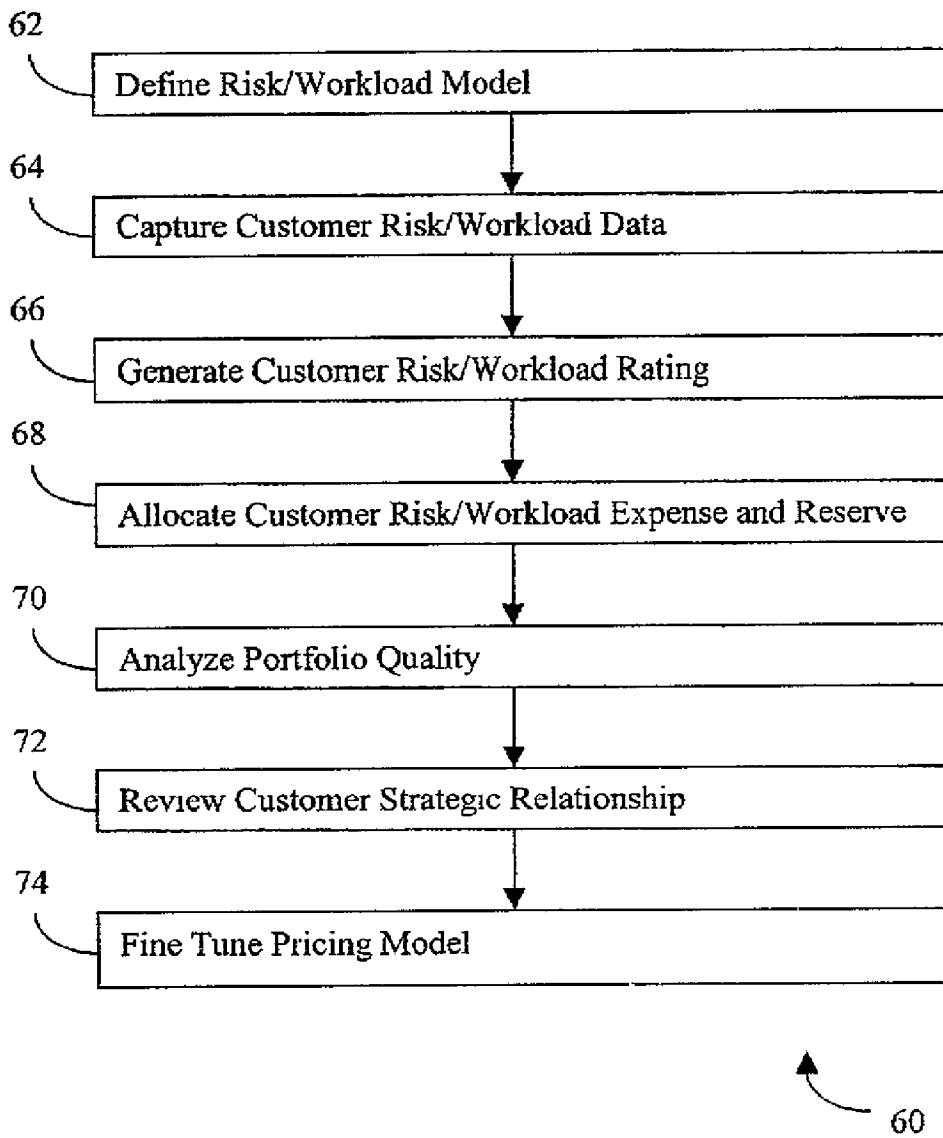 62
Define Risk/Workload Model
64
Capture Customer Risk/Workload Data
66
Generate Customer Risk/Workload Rating
68
Allocate Customer Risk/Workload Expense and Reserve
70
Analyze Portfolio Quality
72
Review Customer Strategic Relationship
74
Fine Tune Pricing Model
60